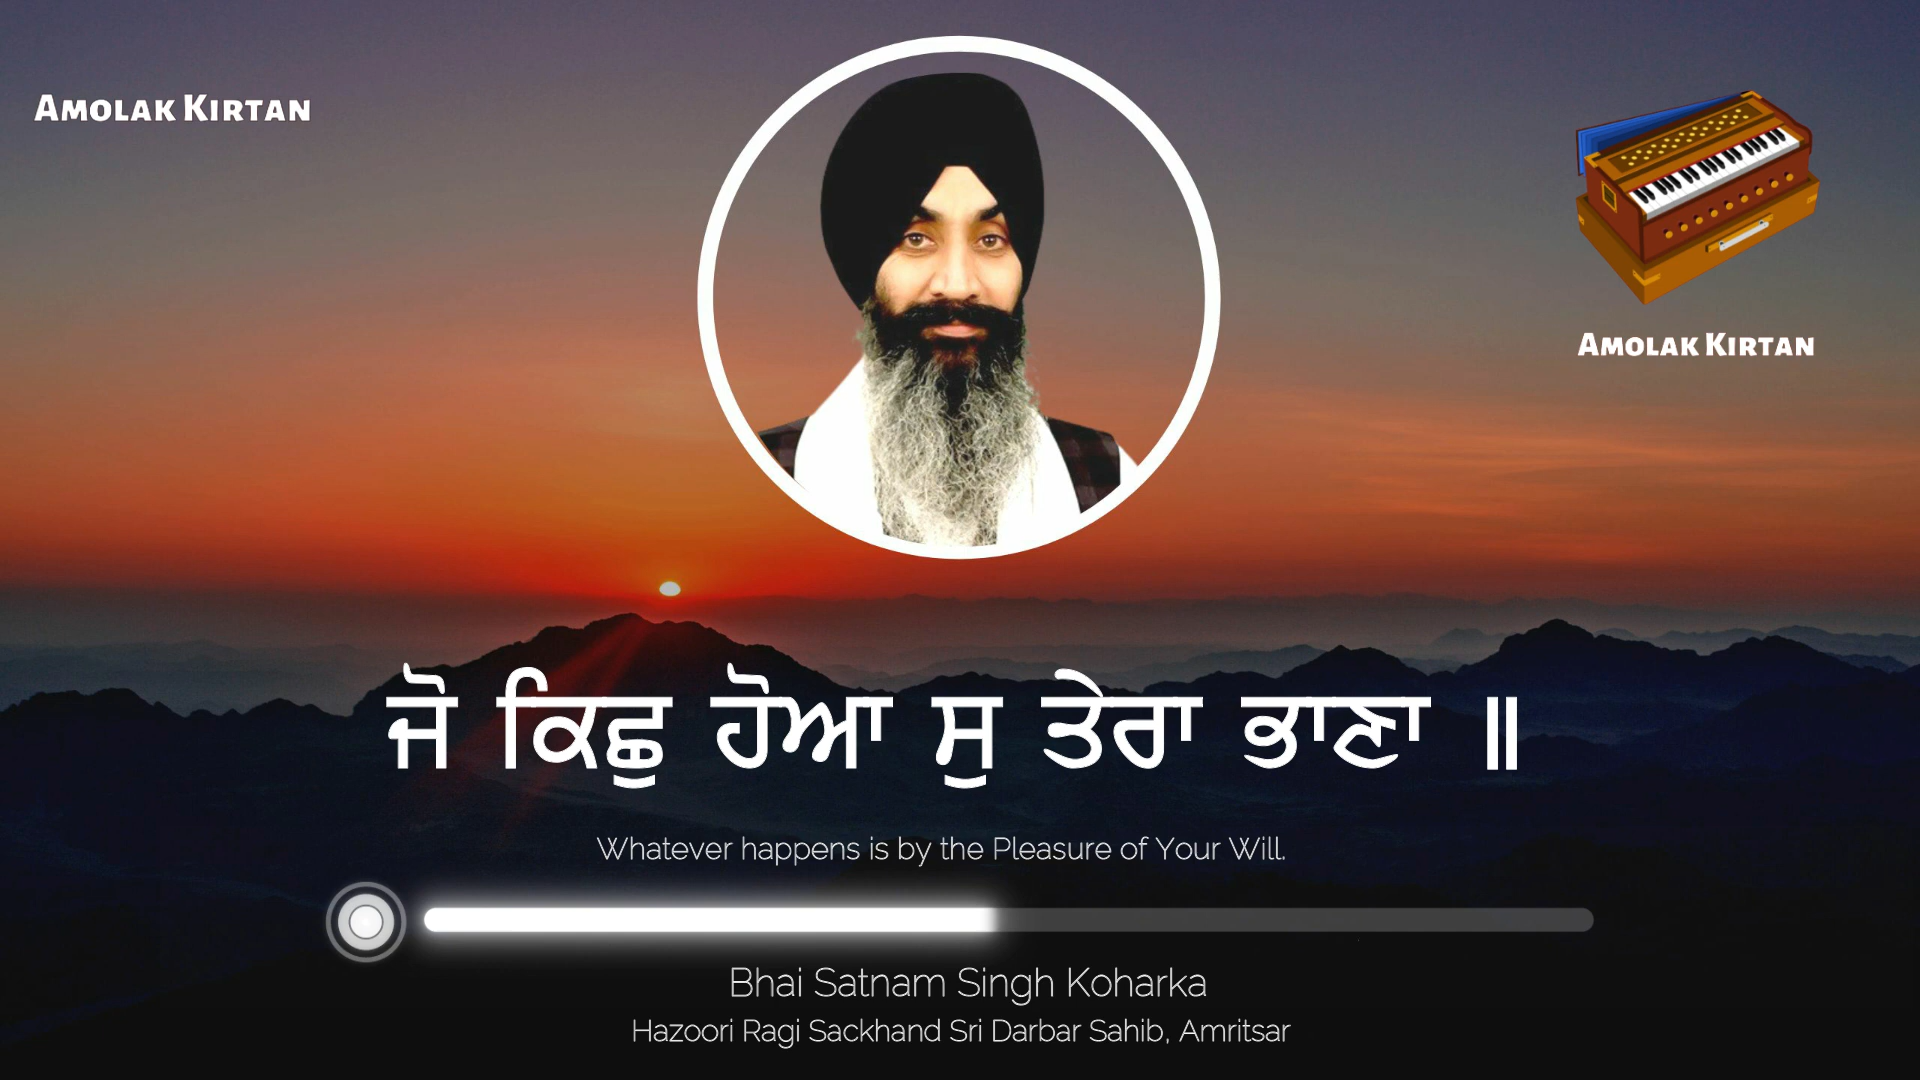 AMOLAK KIRTAN
AMOLAK KIRTAN
ਜੋ ਕਿਛੁ ਹੋਆ ਸੁ ਤੇਰਾ ਭਾਣਾ ॥
Whatever happens is by the Pleasure of Your Will.
Bhai Satnam Singh Koharka
Hazoori Ragi Sackhand Sri Darbar Sahib, Amritsar